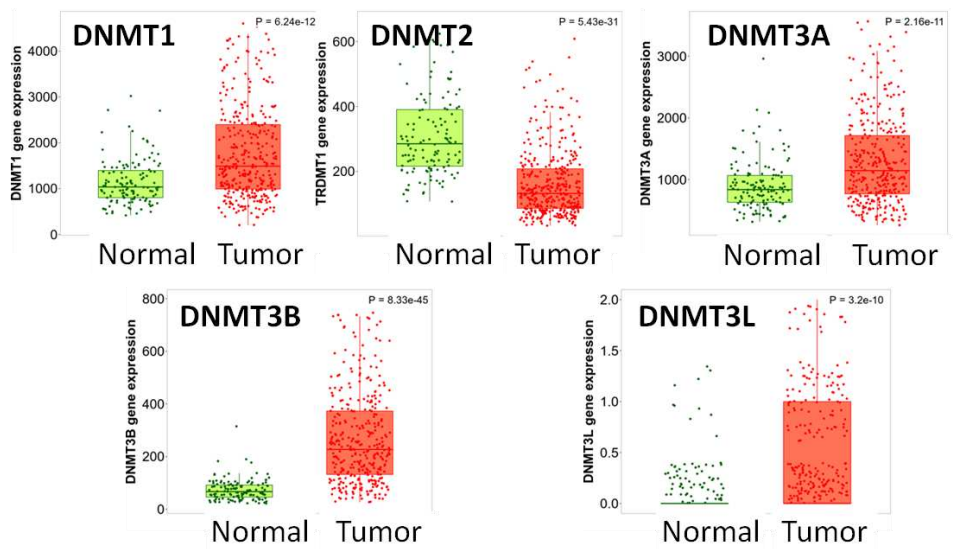 DNMT1
P = 6.24e-12
DNMT1 gene expression
4000
3000
2000
1000
0
Normal Tumor
DNMT2
P = 5.43e-31
TRDMT1 gene expression
600
400
200
Normal Tumor
DNMT3A
P = 2.16e-11
DNMT3A gene expression
3000
2000
1000
Normal Tumor
DNMT3B
P = 8.33e-45
DNMT3B gene expression
800
600
400
200
0
Normal Tumor
DNMT3L
P = 3.2e-10
DNMT3L gene expression
2.0
1.5
1.0
0.5
0.0
Normal Tumor